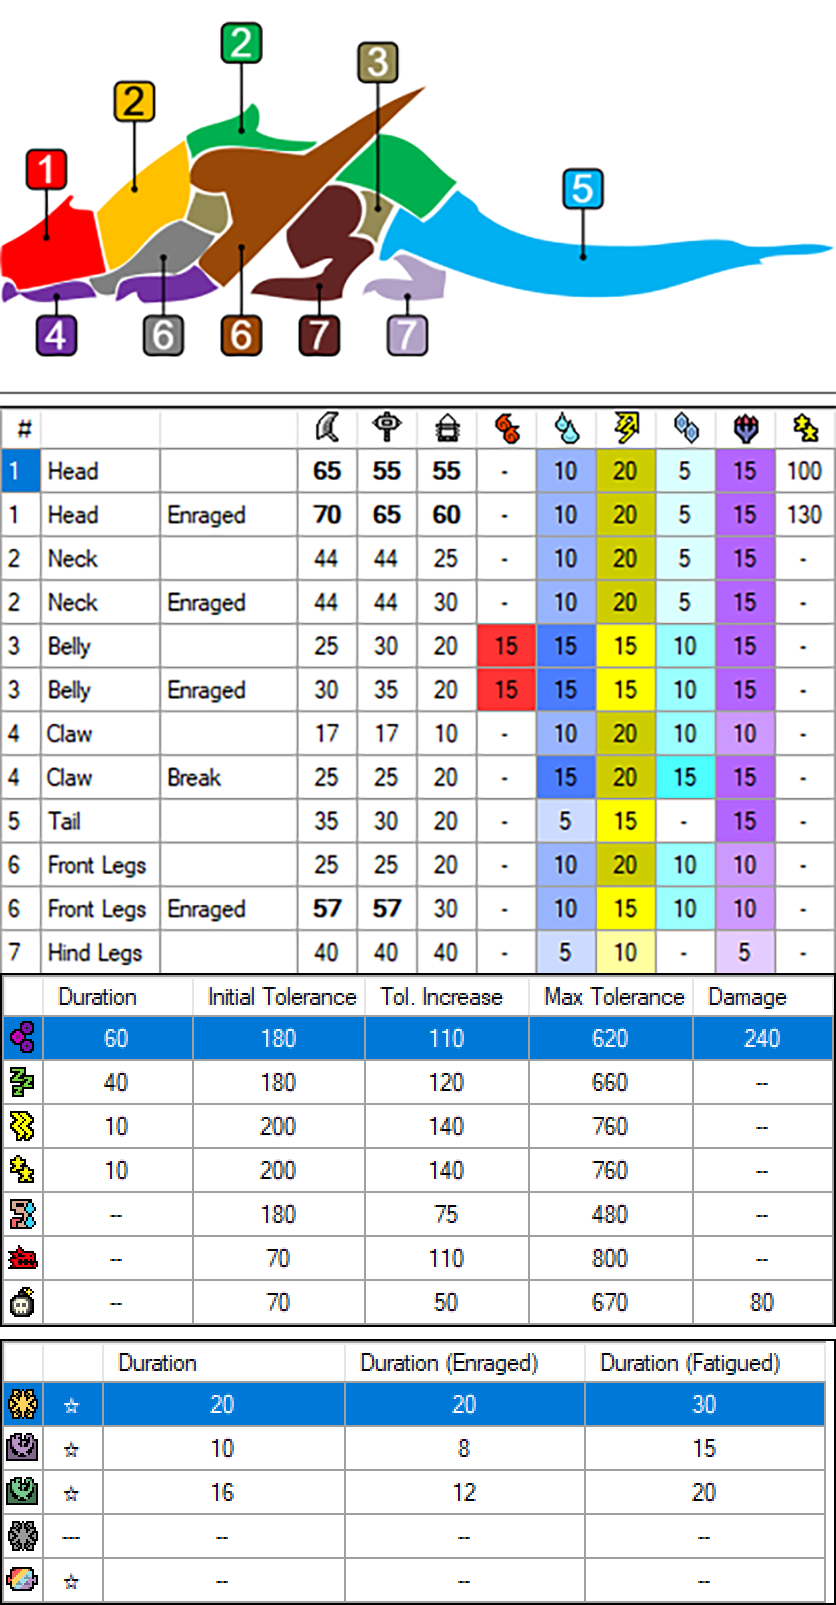 2
3
2
1
5
4
6
6
7
7
#
1 Head 65 55 55 - 10 20 5 15 100
1 Head Enraged 70 65 60 - 10 20 5 15 130
2 Neck 44 44 25 - 10 20 5 15 -
2 Neck Enraged 44 44 30 - 10 20 5 15 -
3 Belly 25 30 20 15 15 15 10 15 -
3 Belly Enraged 30 35 20 15 15 15 10 15 -
4 Claw 17 17 10 - 10 20 10 10 -
4 Claw Break 25 25 20 - 15 20 15 15 -
5 Tail 35 30 20 - 5 15 - 15 -
6 Front Legs 25 25 20 - 10 20 10 10 -
6 Front Legs Enraged 57 57 30 - 10 15 10 10 -
7 Hind Legs 40 40 40 - 5 10 - 5 -
Duration Initial Tolerance Tol. Increase Max Tolerance Damage
60 180 110 620 240
40 180 120 660 --
10 200 140 760 --
10 200 140 760 --
-- 180 75 480 --
-- 70 110 800 --
-- 70 50 670 80
Duration Duration (Enraged) Duration (Fatigued)
☆ 20 20 30
☆ 10 8 15
☆ 16 12 20
--- -- -- --
☆ -- -- --